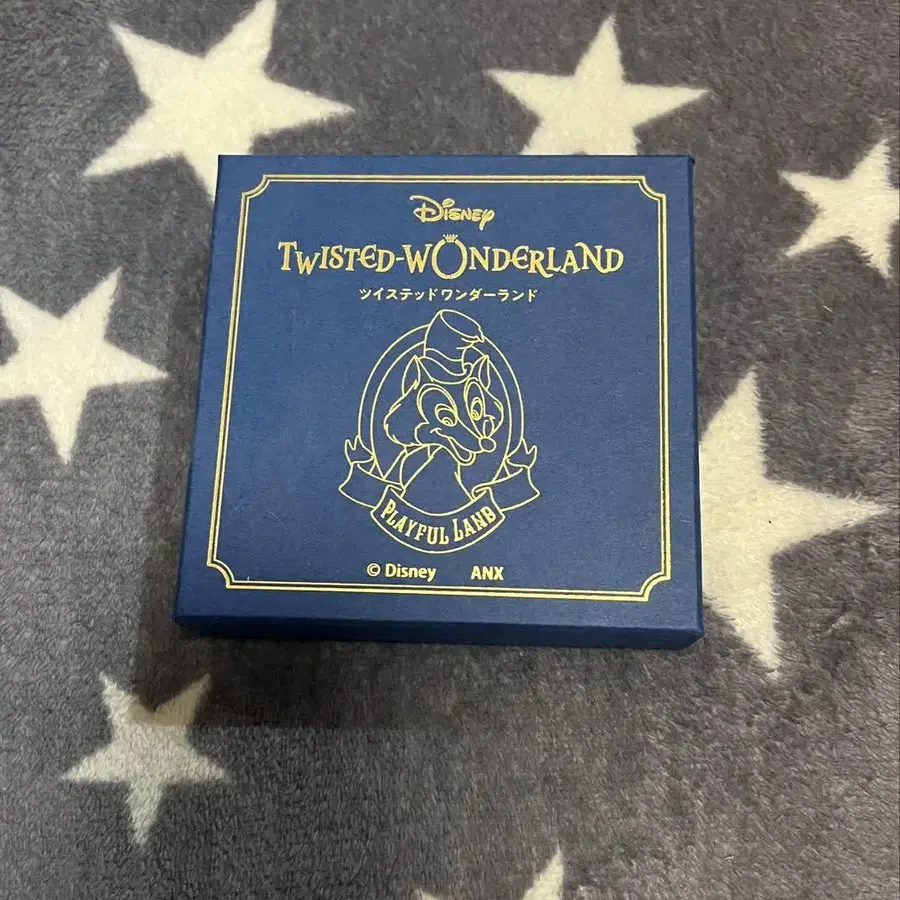 Disney
TWISTED-WONDERLAND
ツイステッドワンダーランド
PLAYFUL LAND
© Disney ANX